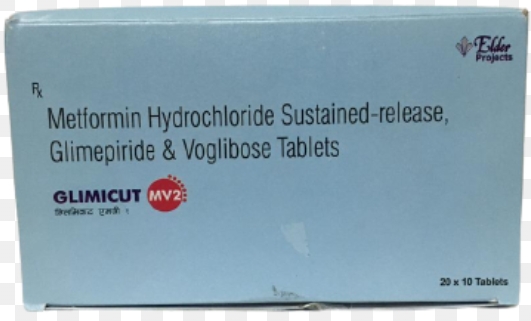 Elder
Projects
Rx
Metformin Hydrochloride Sustained-release,
Glimepiride & Voglibose Tablets
GLIMICUT MV2
20 x 10 Tablets